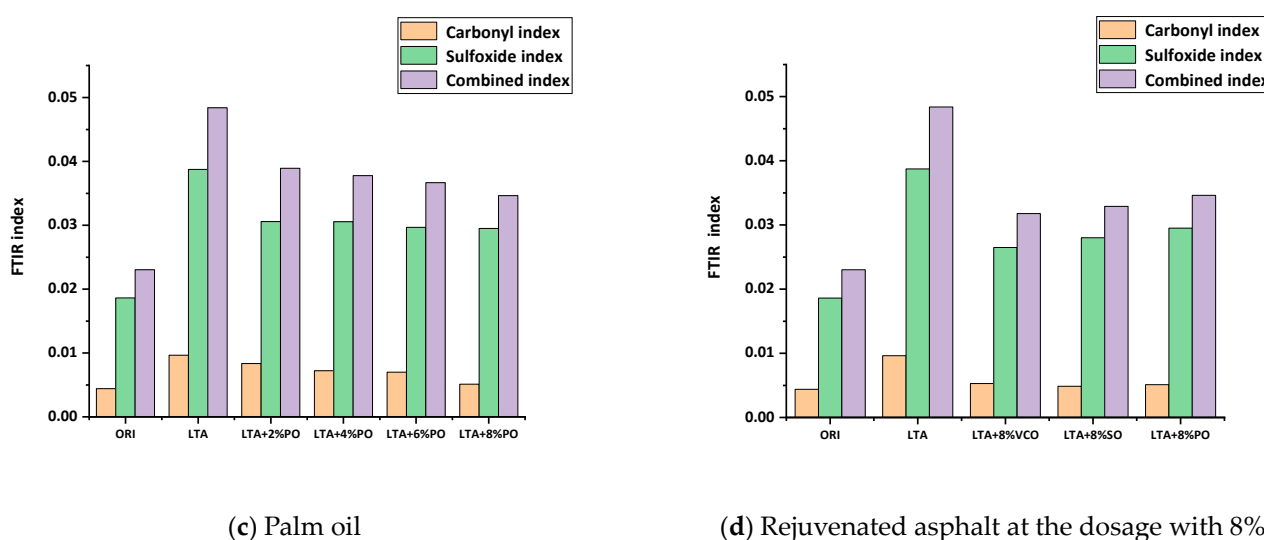 Carbonyl index
Sulfoxide index
Combined index
0.05
0.04
0.03
0.02
0.01
0.00
FTIR index
ORI
LTA
LTA+2%PO
LTA+4%PO
LTA+6%PO
LTA+8%PO
(c) Palm oil
Carbonyl index
Sulfoxide index
Combined index
0.05
0.04
0.03
0.02
0.01
0.00
FTIR index
ORI
LTA
LTA+8%VCO
LTA+8%SO
LTA+8%PO
(d) Rejuvenated asphalt at the dosage with 8%